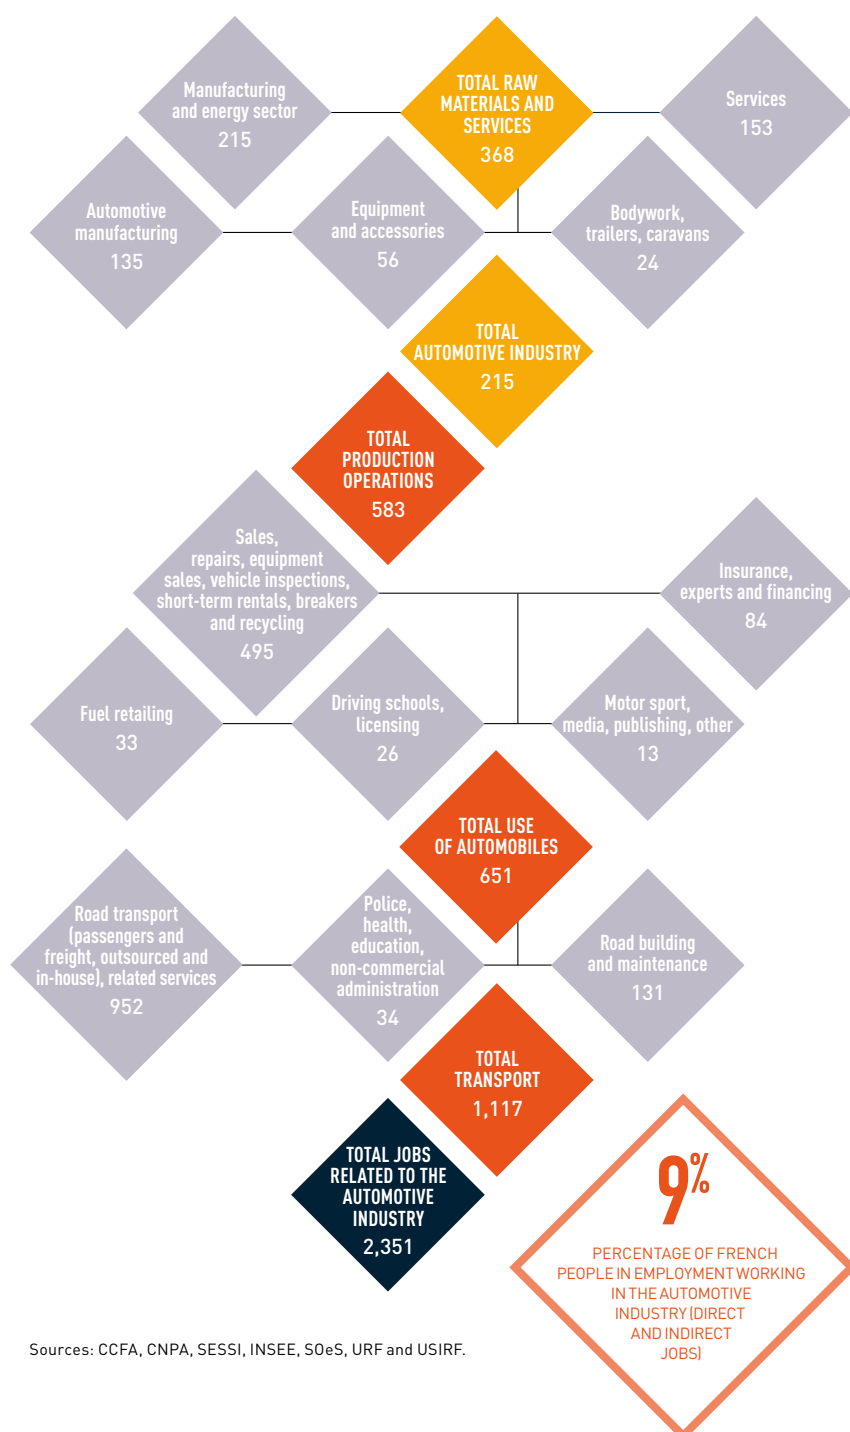 Manufacturing
and energy sector
215
TOTAL RAW
MATERIALS AND
SERVICES
368
Services
153
Automotive
manufacturing
135
Equipment
and accessories
56
Bodywork,
trailers, caravans
24
TOTAL
AUTOMOTIVE INDUSTRY
215
TOTAL
PRODUCTION
OPERATIONS
583
Sales,
repairs, equipment
sales, vehicle inspections,
short-term rentals, breakers
and recycling
495
Insurance,
experts and financing
84
Fuel retailing
33
Driving schools,
licensing
26
Motor sport,
media, publishing, other
13
TOTAL USE
OF AUTOMOBILES
651
Road transport
(passengers and
freight, outsourced and
in-house), related services
952
Police,
health,
education,
non-commercial
administration
34
Road building
and maintenance
131
TOTAL
TRANSPORT
1,117
TOTAL JOBS
RELATED TO THE
AUTOMOTIVE
INDUSTRY
2,351
9%
PERCENTAGE OF FRENCH
PEOPLE IN EMPLOYMENT WORKING
IN THE AUTOMOTIVE
INDUSTRY (DIRECT
AND INDIRECT
JOBS)
Sources: CCFA, CNPA, SESSI, INSEE, SOeS, URF and USIRF.